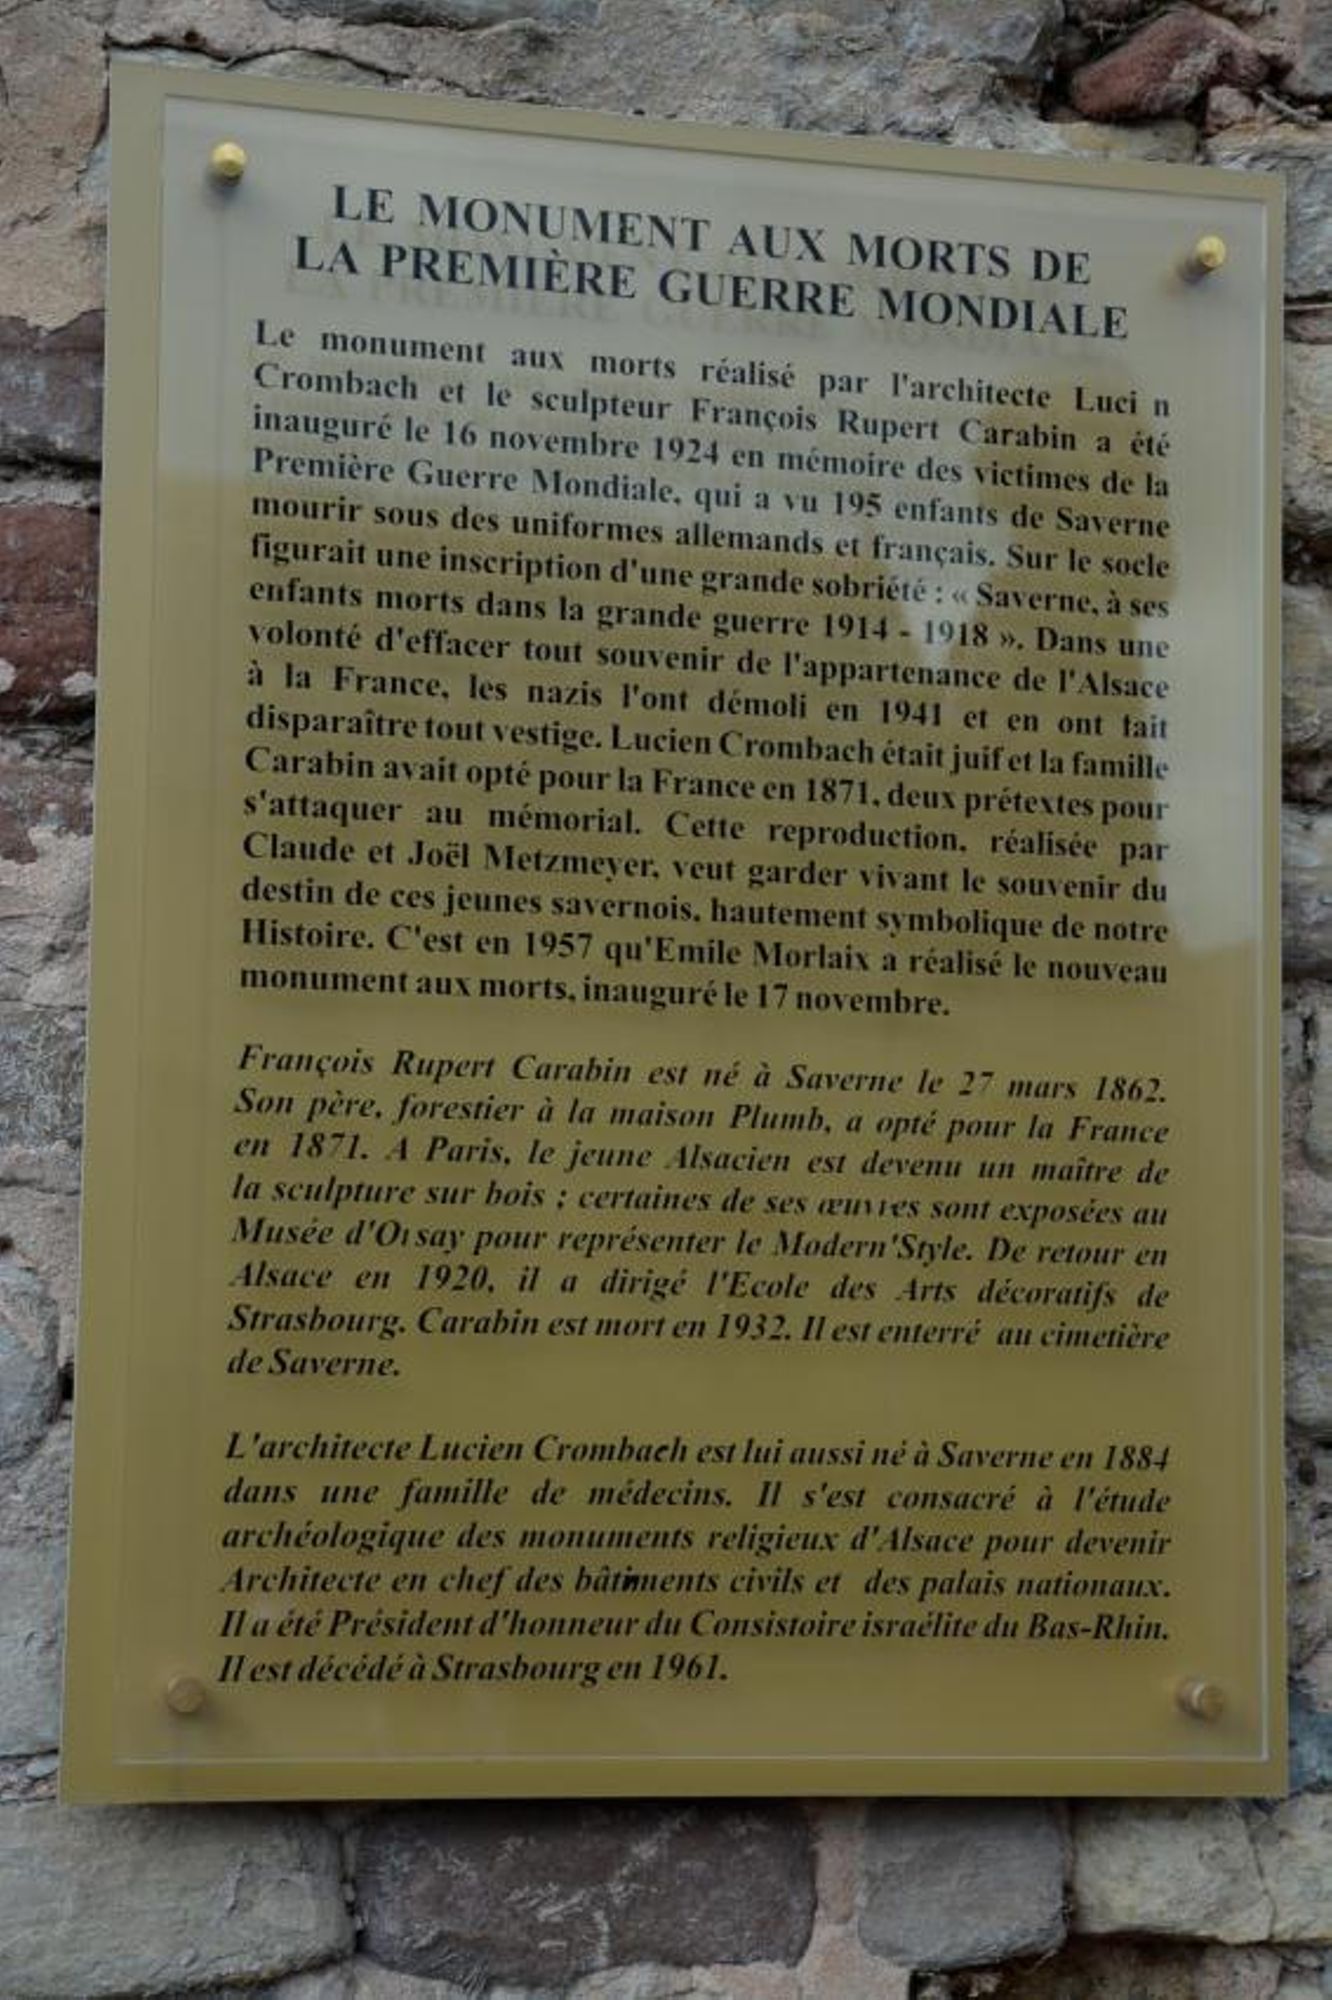 LE MONUMENT AUX MORTS DE
LA PREMIÈRE GUERRE MONDIALE
Le monument aux morts réalisé par l'architecte Luci n
Crombach et le sculpteur François Rupert Carabin a été
inauguré le 16 novembre 1924 en mémoire des victimes de la
Première Guerre Mondiale, qui a vu 195 enfants de Saverne
mourir sous des uniformes allemands et français. Sur le socle
figurait une inscription d'une grande sobriété : « Saverne, à ses
enfants morts dans la grande guerre 1914 - 1918 ». Dans une
volonté d'effacer tout souvenir de l'appartenance de l'Alsace
à la France, les nazis l'ont démoli en 1941 et en ont fait
disparaître tout vestige. Lucien Crombach était juif et la famille
Carabin avait opté pour la France en 1871, deux prétextes pour
s'attaquer au mémorial. Cette reproduction, réalisée par
Claude et Joël Metzmeyer, veut garder vivant le souvenir du
destin de ces jeunes savernois, hautement symbolique de notre
Histoire. C'est en 1957 qu'Emile Morlaix a réalisé le nouveau
monument aux morts, inauguré le 17 novembre.
François Rupert Carabin est né à Saverne le 27 mars 1862.
Son père, forestier à la maison Plumb, a opté pour la France
en 1871. A Paris, le jeune Alsacien est devenu un maître de
la sculpture sur bois ; certaines de ses œuvres sont exposées au
Musée d'Orsay pour représenter le Modern'Style. De retour en
Alsace en 1920, il a dirigé l'Ecole des Arts décoratifs de
Strasbourg. Carabin est mort en 1932. Il est enterré au cimetière
de Saverne.
L'architecte Lucien Crombach est lui aussi né à Saverne en 1884
dans une famille de médecins. Il s'est consacré à l'étude
archéologique des monuments religieux d'Alsace pour devenir
Architecte en chef des bâtiments civils et des palais nationaux.
Il a été Président d'honneur du Consistoire israélite du Bas-Rhin.
Il est décédé à Strasbourg en 1961.